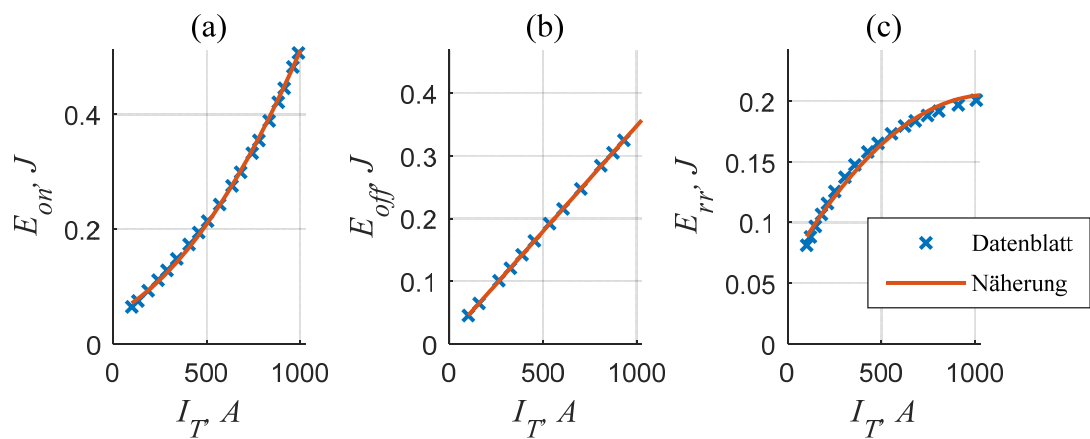 (a)
(b)
(c)
E_on, J
0.4
0.2
0
0
500
1000
I_T, A
E_off, J
0.4
0.3
0.2
0.1
0
0
500
1000
I_T, A
E_rr, J
0.2
0.15
0.1
0.05
0
0
500
1000
I_T, A
Datenblatt
Näherung